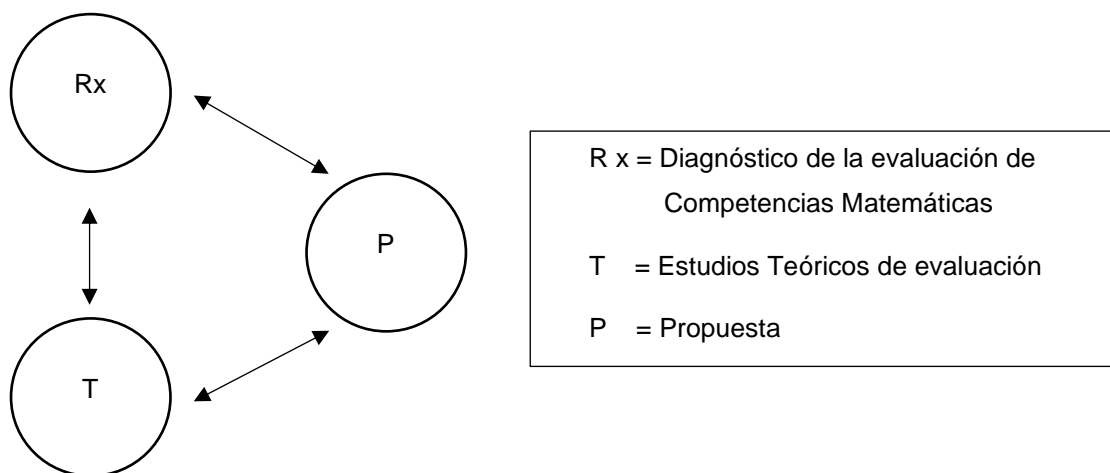 Rx
P
T
R x = Diagnóstico de la evaluación de
Competencias Matemáticas
T = Estudios Teóricos de evaluación
P = Propuesta